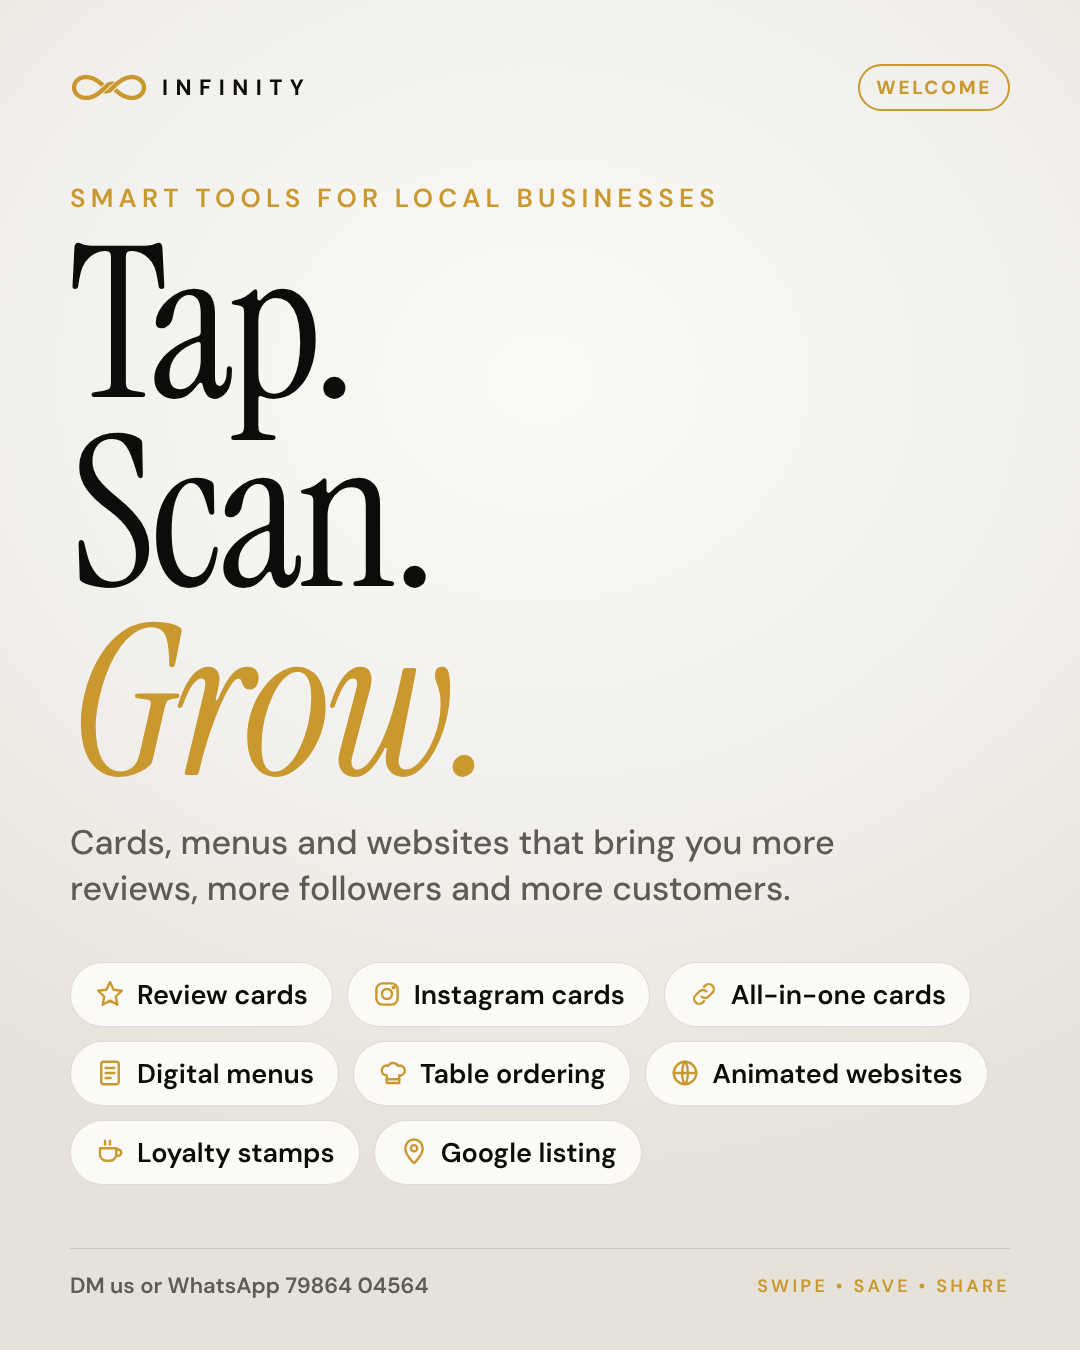 INFINITY
WELCOME
SMART TOOLS FOR LOCAL BUSINESSES
Tap.
Scan.
Grow.
Cards, menus and websites that bring you more
reviews, more followers and more customers.
Review cards
Instagram cards
All-in-one cards
Digital menus
Table ordering
Animated websites
Loyalty stamps
Google listing
DM us or WhatsApp 79864 04564
SWIPE • SAVE • SHARE